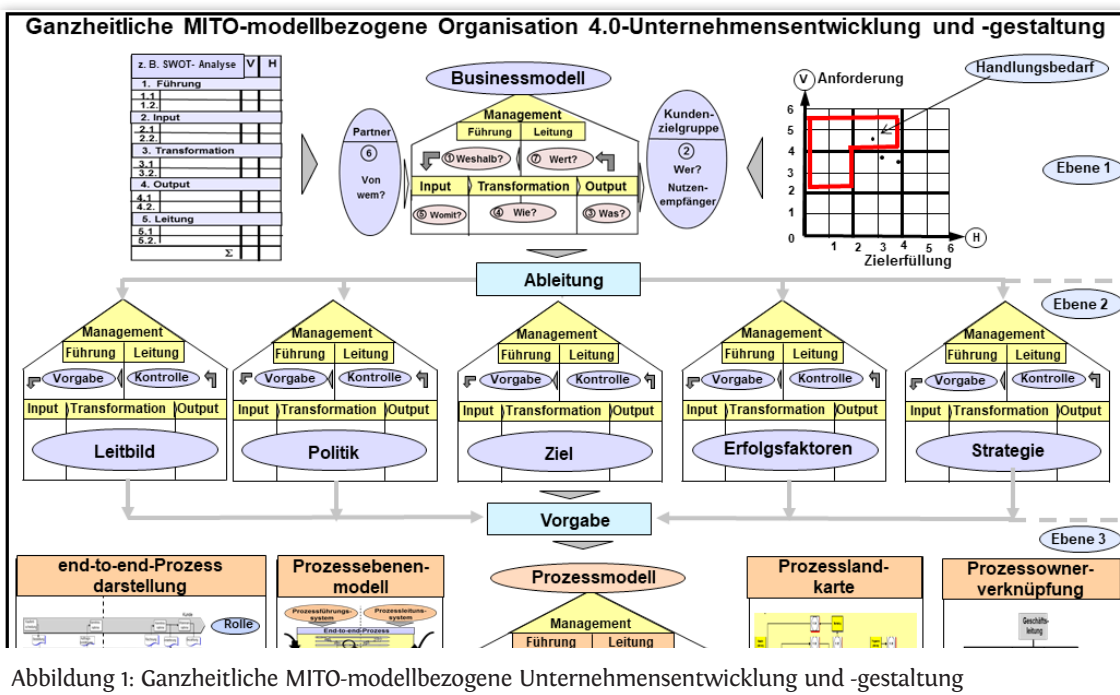 Ganzheitliche MITO-modellbezogene Organisation 4.0-Unternehmensentwicklung und -gestaltung
z. B. SWOT- Analyse V H
1. Führung
1.1
1.2.
2. Input
2.1
2.2.
3. Transformation
3.1
3.2.
4. Output
4.1
4.2.
5. Leitung
5.1
5.2.
Σ
Businessmodell
Management
Führung Leitung
① Weshalb? ⑦ Wert?
Input Transformation Output
⑤ Womit? ④ Wie? ③ Was?
Partner
⑥
Von
wem?
Kunden-
zielgruppe
②
Wer?
Nutzen-
empfänger
Handlungsbedarf
V Anforderung
6
5
4
3
2
1
0
1 2 3 4 5 6
H
Zielerfüllung
Ebene 1
Ableitung
Ebene 2
Management
Führung Leitung
Vorgabe Kontrolle
Input Transformation Output
Leitbild
Management
Führung Leitung
Vorgabe Kontrolle
Input Transformation Output
Politik
Management
Führung Leitung
Vorgabe Kontrolle
Input Transformation Output
Ziel
Management
Führung Leitung
Vorgabe Kontrolle
Input Transformation Output
Erfolgsfaktoren
Management
Führung Leitung
Vorgabe Kontrolle
Input Transformation Output
Strategie
Vorgabe
Ebene 3
end-to-end-Prozess
darstellung
Rolle
Prozessebenen-
modell
Prozessführungs-
system
Prozessleitungs-
system
End-to-end-Prozess
Prozessmodell
Management
Führung Leitung
Prozessland-
karte
Prozessowner-
verknüpfung
Geschäfts-
leitung
Abbildung 1: Ganzheitliche MITO-modellbezogene Unternehmensentwicklung und -gestaltung